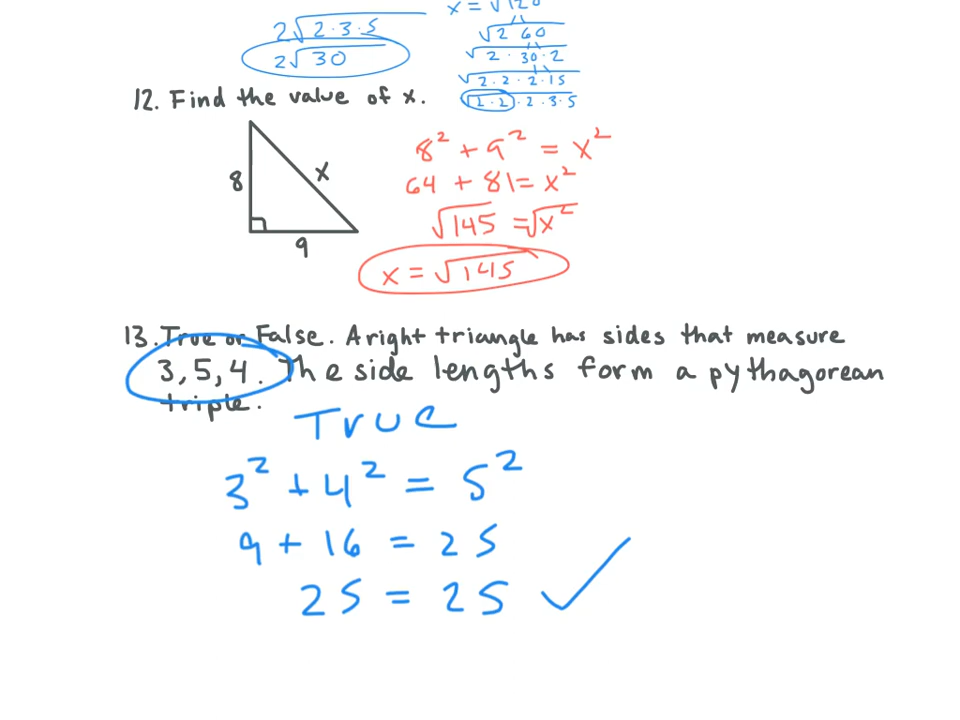 x = √120
2√2·3·5
√2 60
2√30
√2 · 30 · 2
√2 · 2 · 2 · 15
√2 · 2 · 2 · 3 · 5
12. Find the value of x.
8² + 9² = x²
8
x
64 + 81 = x²
√145 = √x²
9
x = √145
13. True or False. A right triangle has sides that measure
3, 5, 4. The side lengths form a pythagorean
triple.
True
3² + 4² = 5²
9 + 16 = 25
25 = 25 ✓